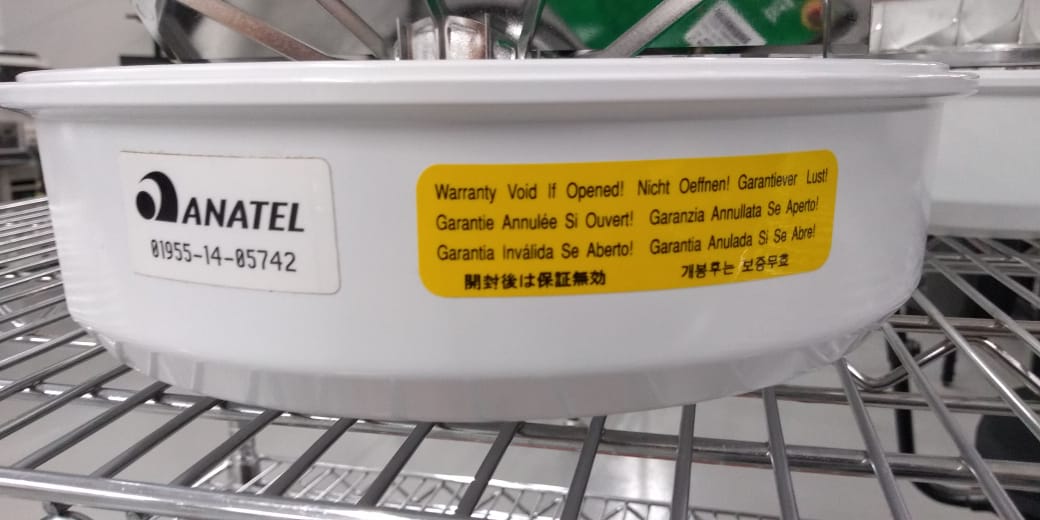 ANATEL
01955-14-05742
Warranty Void If Opened! Nicht Oeffnen! Garantiever Lust!
Garantie Annulée Si Ouvert! Garanzia Annullata Se Aperto!
Garantia Inválida Se Aberto! Garantia Anulada Si Se Abre!
開封後は保証無効 개봉후는 보증무효